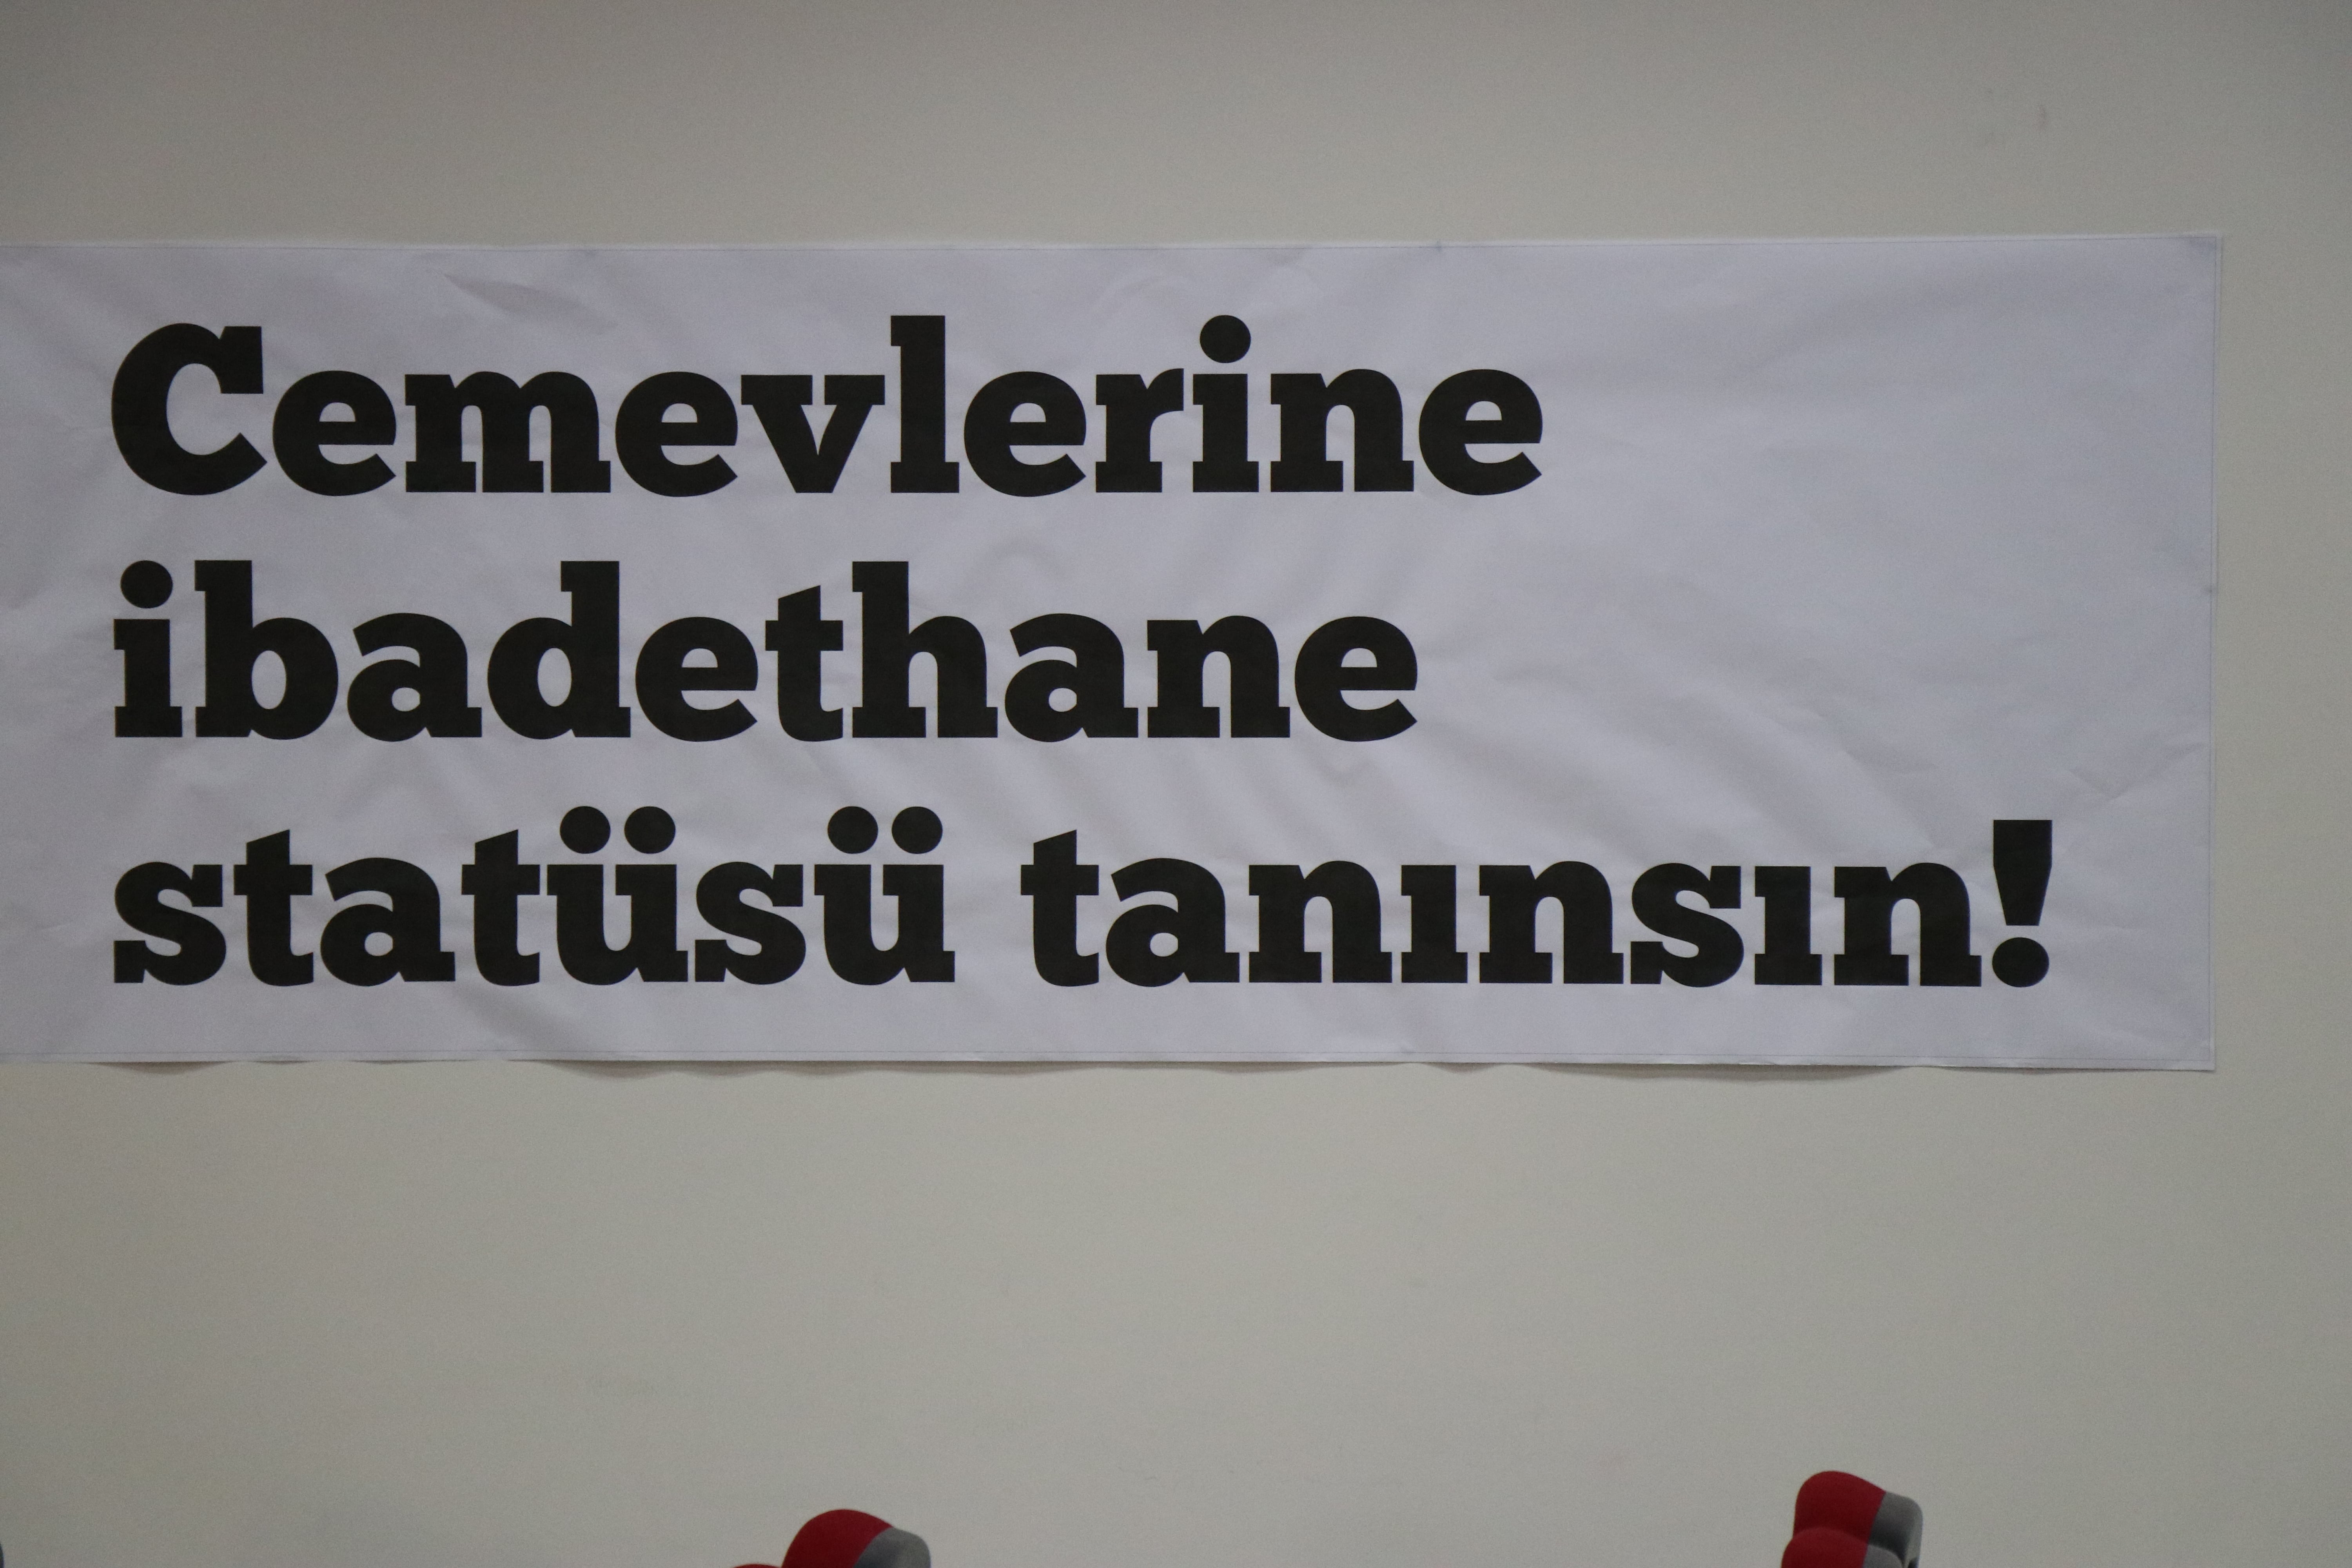 Cemevlerine
ibadethane
statüsü tanınsın!